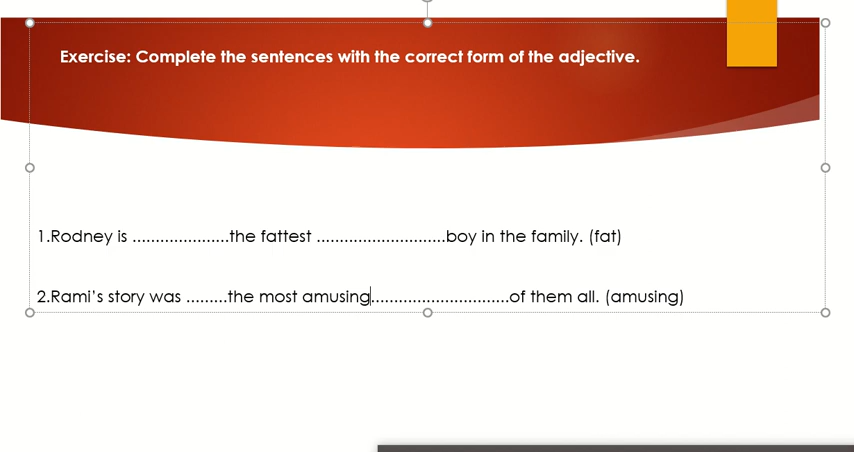 Exercise: Complete the sentences with the correct form of the adjective.
1.Rodney is .....................the fattest ............................boy in the family. (fat)
2.Rami’s story was .........the most amusing..............................of them all. (amusing)